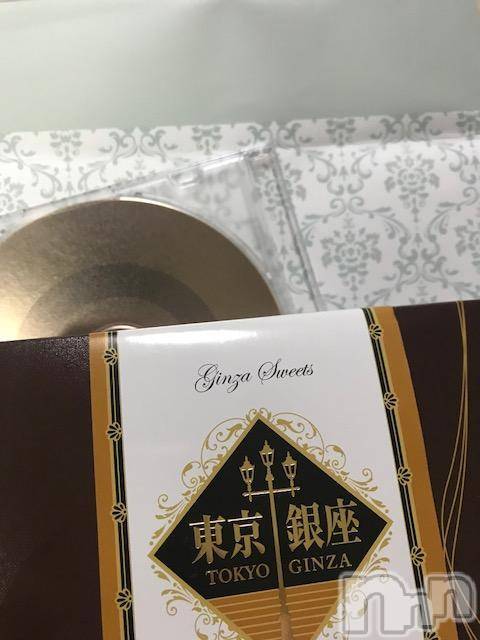 Ginza Sweets
東京 銀座
TOKYO GINZA